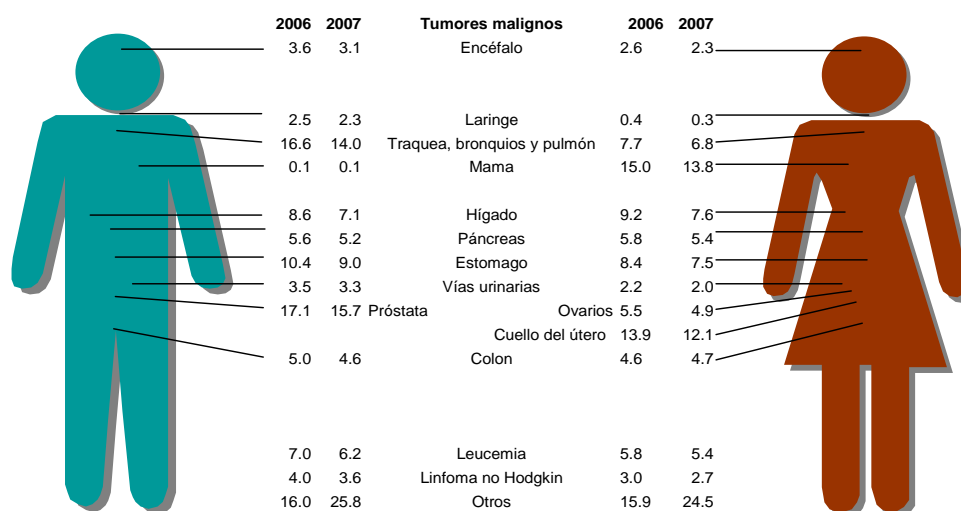 2006 2007 Tumores malignos 2006 2007
3.6 3.1 Encéfalo 2.6 2.3
2.5 2.3 Laringe 0.4 0.3
16.6 14.0 Traquea, bronquios y pulmón 7.7 6.8
0.1 0.1 Mama 15.0 13.8
8.6 7.1 Hígado 9.2 7.6
5.6 5.2 Páncreas 5.8 5.4
10.4 9.0 Estomago 8.4 7.5
3.5 3.3 Vías urinarias 2.2 2.0
17.1 15.7 Próstata Ovarios 5.5 4.9
Cuello del útero 13.9 12.1
5.0 4.6 Colon 4.6 4.7
7.0 6.2 Leucemia 5.8 5.4
4.0 3.6 Linfoma no Hodgkin 3.0 2.7
16.0 25.8 Otros 15.9 24.5